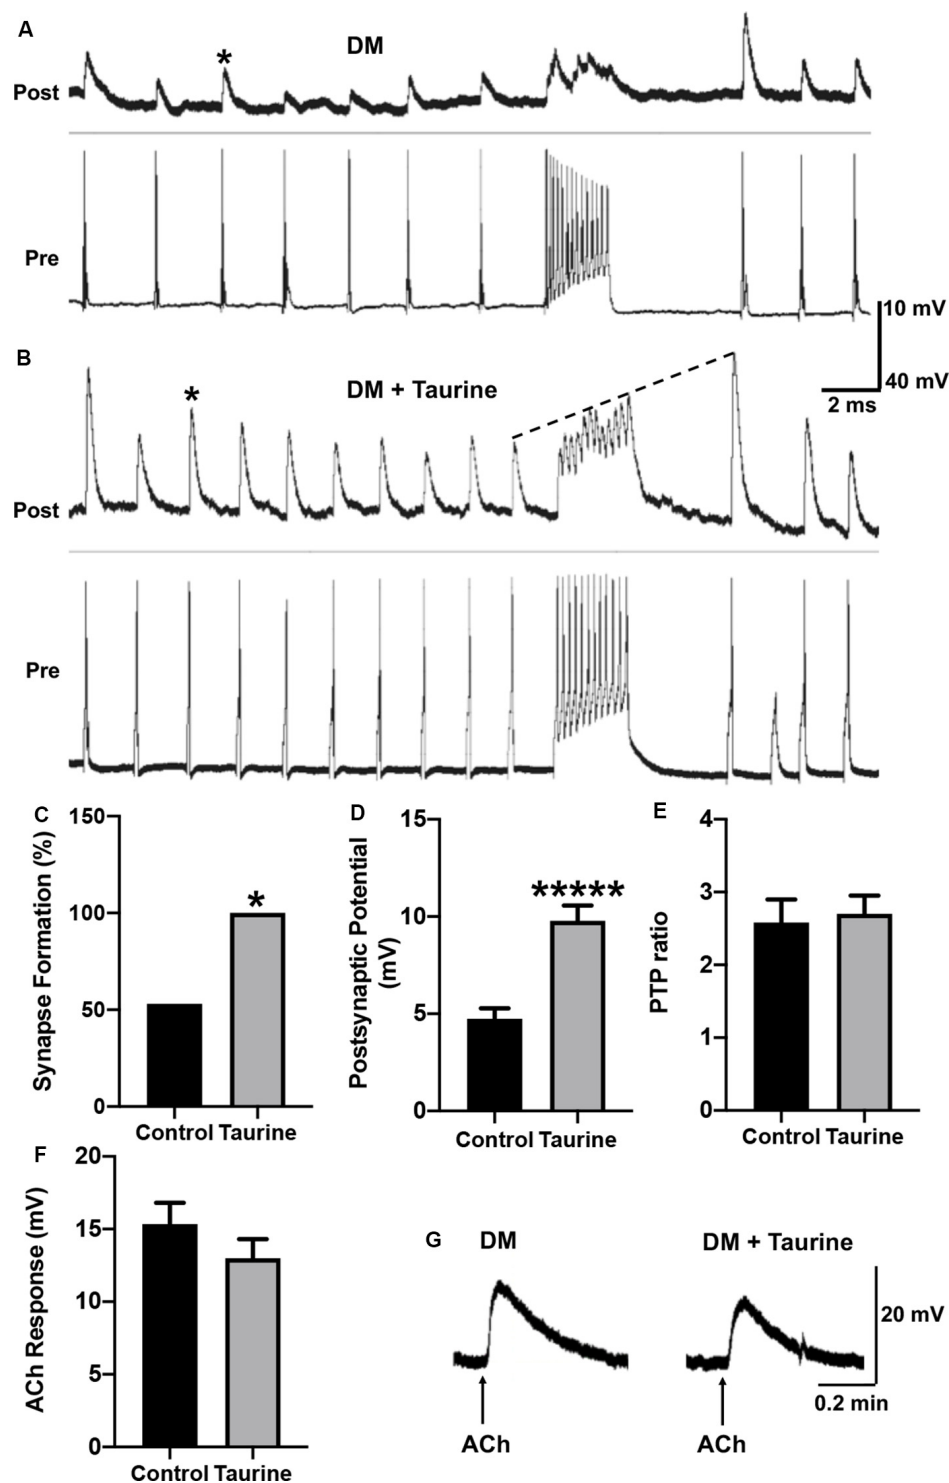 A
DM
*
Post
Pre
10 mV
40 mV
2 ms
B
DM + Taurine
*
Post
Pre
C
Synapse Formation (%)
150
100
50
0
*
Control Taurine
D
Postsynaptic Potential
(mV)
15
10
5
0
*****
Control Taurine
E
PTP ratio
4
3
2
1
0
Control Taurine
F
ACh Response (mV)
20
15
10
5
0
Control Taurine
G
DM
DM + Taurine
20 mV
0.2 min
ACh
ACh